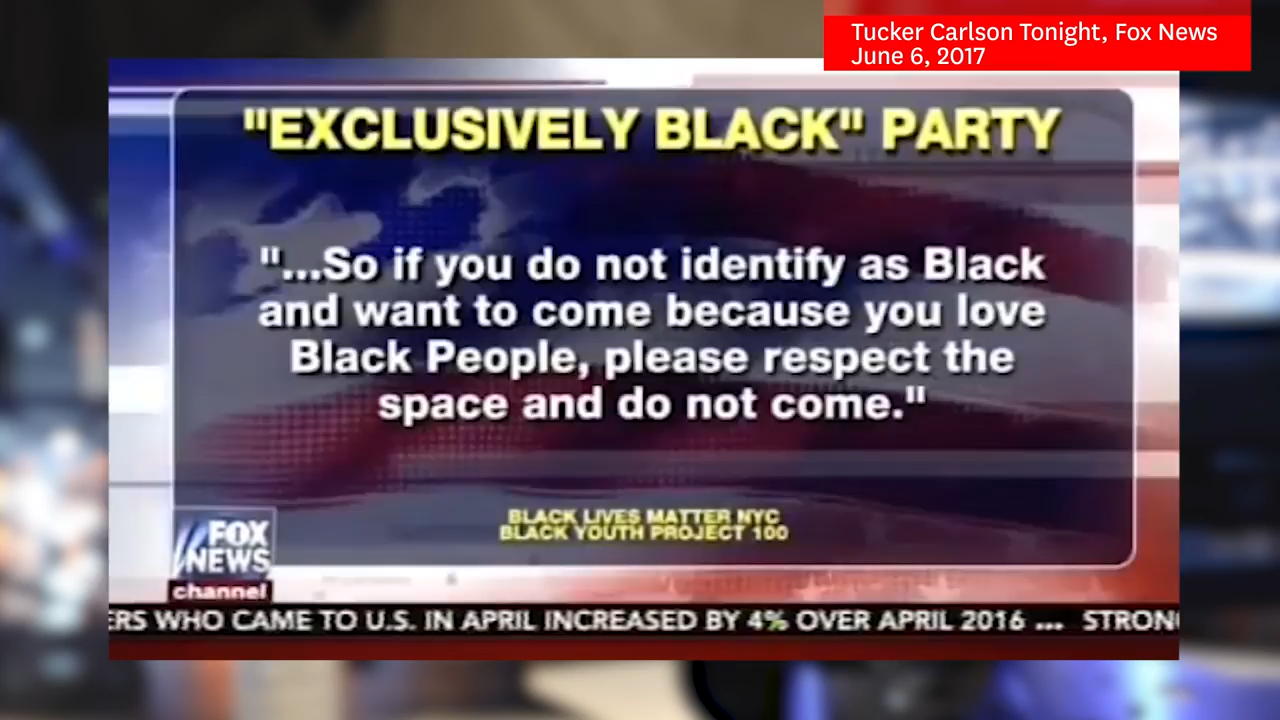 Tucker Carlson Tonight, Fox News
June 6, 2017
"EXCLUSIVELY BLACK" PARTY
"...So if you do not identify as Black
and want to come because you love
Black People, please respect the
space and do not come."
BLACK LIVES MATTER NYC
BLACK YOUTH PROJECT 100
FOX
NEWS
channel
ERS WHO CAME TO U.S. IN APRIL INCREASED BY 4% OVER APRIL 2016 ... STRON